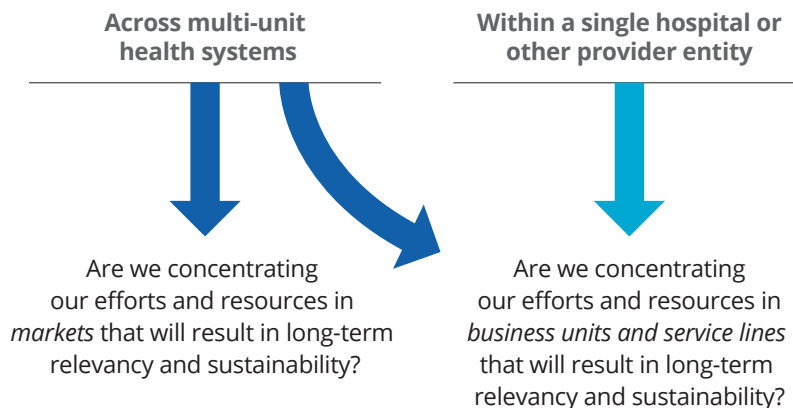 Across multi-unit
health systems
Within a single hospital or
other provider entity
Are we concentrating
our efforts and resources in
markets that will result in long-term
relevancy and sustainability?
Are we concentrating
our efforts and resources in
business units and service lines
that will result in long-term
relevancy and sustainability?